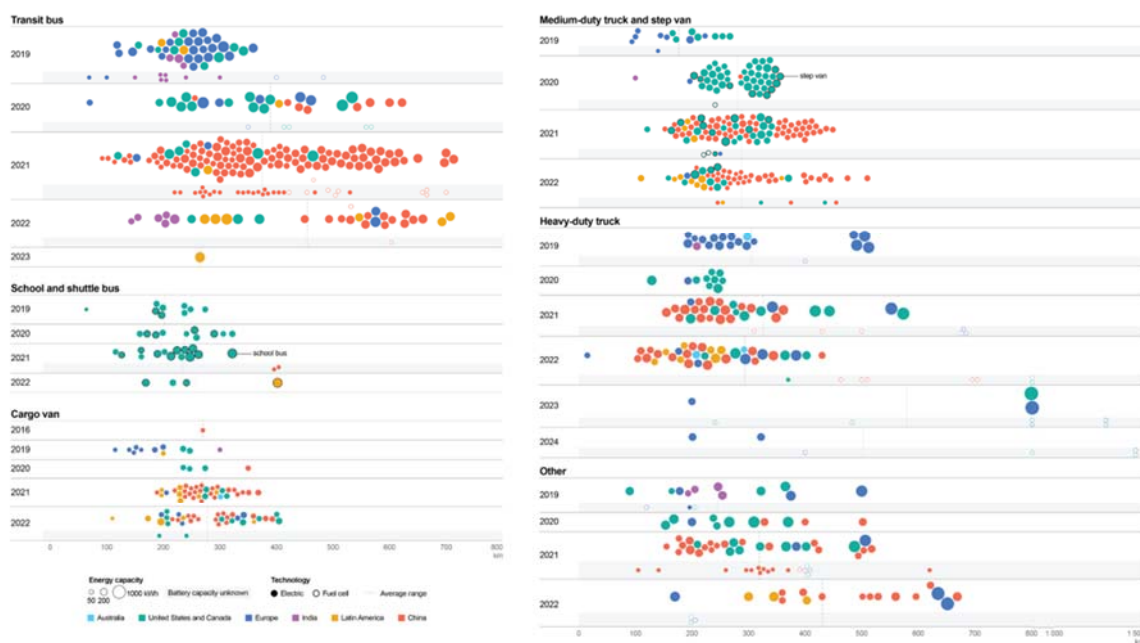 Transit bus
2019
2020
2021
2022
2023
School and shuttle bus
2019
2020
2021
school bus
2022
Cargo van
2016
2019
2020
2021
2022
0 100 200 300 400 500 600 700 800
km
Energy capacity
50 200 1000 kWh Battery capacity unknown
Technology
Electric Fuel cell Average range
Australia United States and Canada Europe India Latin America China
Medium-duty truck and step van
2019
2020
step van
2021
2022
Heavy-duty truck
2019
2020
2021
2022
2023
2024
Other
2019
2020
2021
2022
0 100 200 300 400 500 600 700 800 1 000